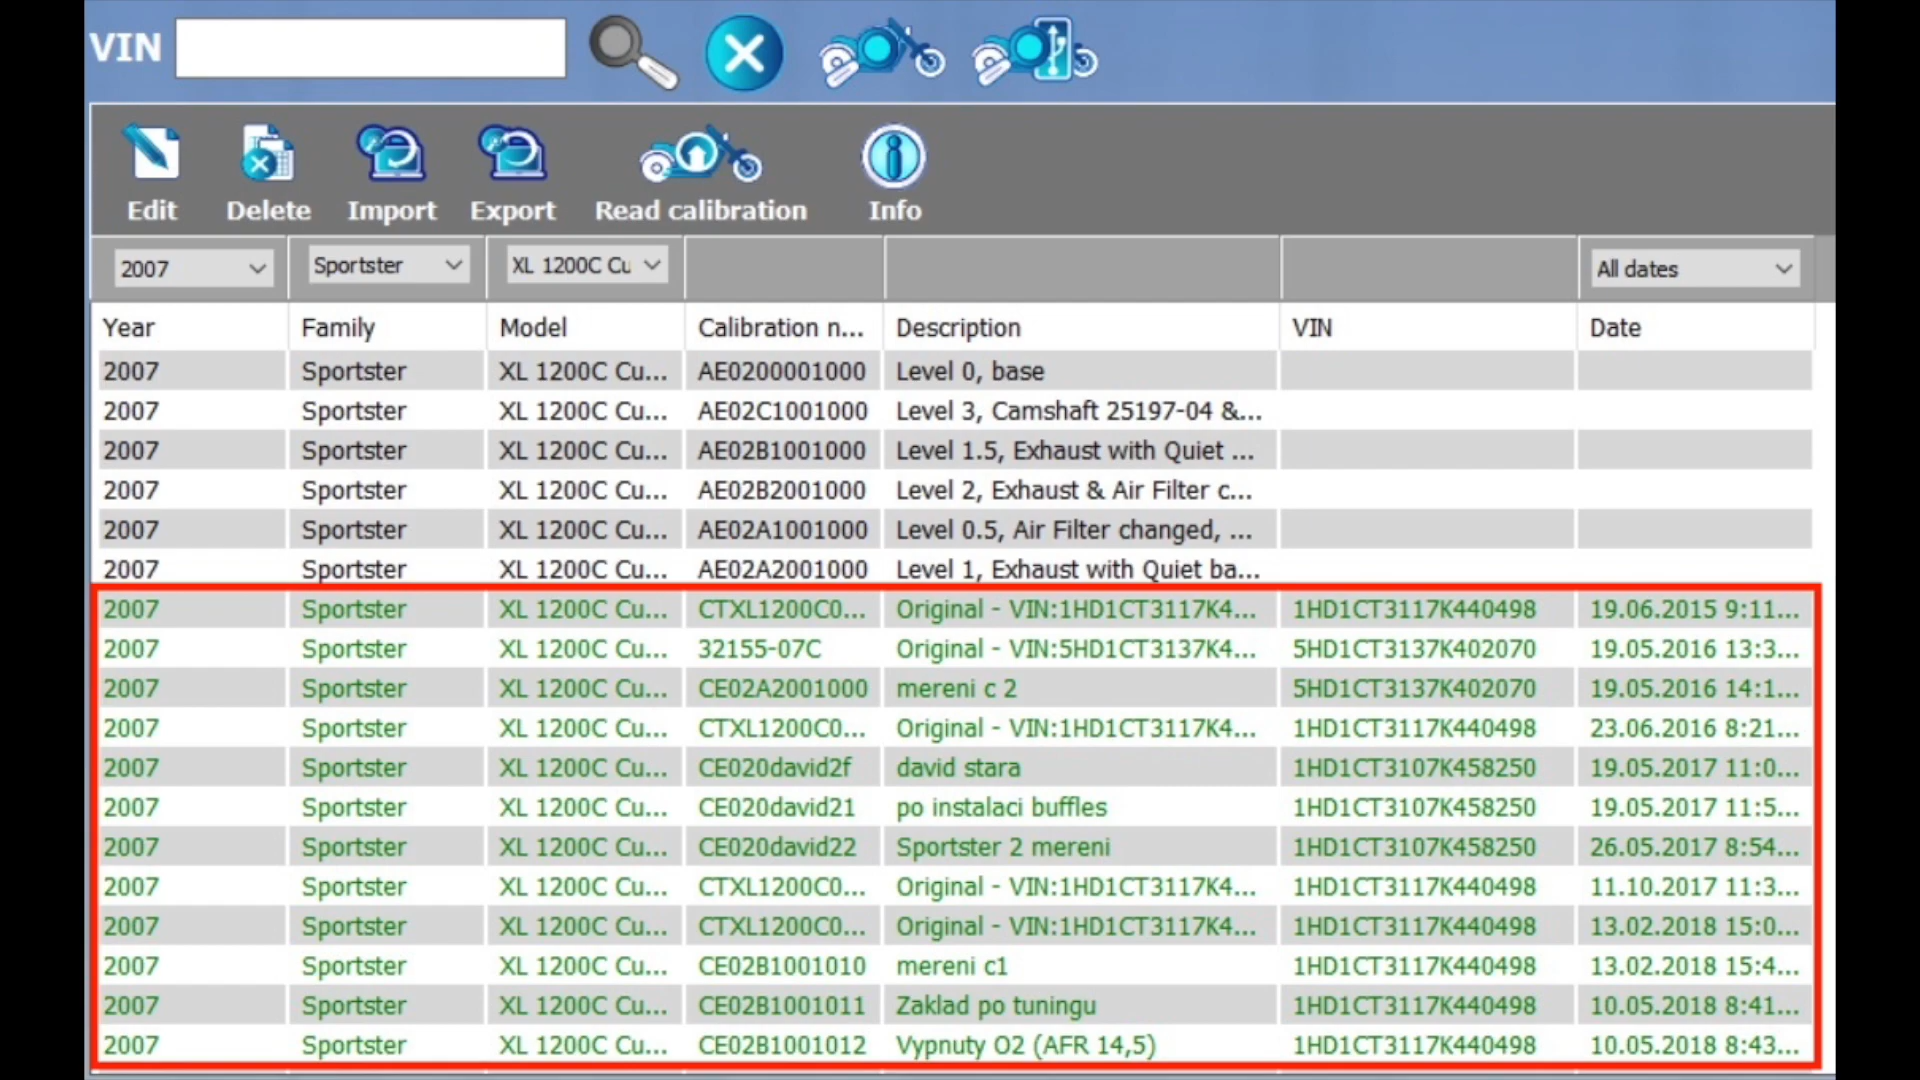 VIN
Edit Delete Import Export Read calibration Info
2007 Sportster XL 1200C Cu All dates
Year Family Model Calibration n... Description VIN Date
2007 Sportster XL 1200C Cu... AE0200001000 Level 0, base
2007 Sportster XL 1200C Cu... AE02C1001000 Level 3, Camshaft 25197-04 &...
2007 Sportster XL 1200C Cu... AE02B1001000 Level 1.5, Exhaust with Quiet ...
2007 Sportster XL 1200C Cu... AE02B2001000 Level 2, Exhaust & Air Filter c...
2007 Sportster XL 1200C Cu... AE02A1001000 Level 0.5, Air Filter changed, ...
2007 Sportster XL 1200C Cu... AE02A2001000 Level 1, Exhaust with Quiet ba...
2007 Sportster XL 1200C Cu... CTXL1200C0... Original - VIN:1HD1CT3117K4... 1HD1CT3117K440498 19.06.2015 9:11...
2007 Sportster XL 1200C Cu... 32155-07C Original - VIN:5HD1CT3137K4... 5HD1CT3137K402070 19.05.2016 13:3...
2007 Sportster XL 1200C Cu... CE02A2001000 mereni c 2 5HD1CT3137K402070 19.05.2016 14:1...
2007 Sportster XL 1200C Cu... CTXL1200C0... Original - VIN:1HD1CT3117K4... 1HD1CT3117K440498 23.06.2016 8:21...
2007 Sportster XL 1200C Cu... CE020david2f david stara 1HD1CT3107K458250 19.05.2017 11:0...
2007 Sportster XL 1200C Cu... CE020david21 po instalaci buffles 1HD1CT3107K458250 19.05.2017 11:5...
2007 Sportster XL 1200C Cu... CE020david22 Sportster 2 mereni 1HD1CT3107K458250 26.05.2017 8:54...
2007 Sportster XL 1200C Cu... CTXL1200C0... Original - VIN:1HD1CT3117K4... 1HD1CT3117K440498 11.10.2017 11:3...
2007 Sportster XL 1200C Cu... CTXL1200C0... Original - VIN:1HD1CT3117K4... 1HD1CT3117K440498 13.02.2018 15:0...
2007 Sportster XL 1200C Cu... CE02B1001010 mereni c1 1HD1CT3117K440498 13.02.2018 15:4...
2007 Sportster XL 1200C Cu... CE02B1001011 Zaklad po tuningu 1HD1CT3117K440498 10.05.2018 8:41...
2007 Sportster XL 1200C Cu... CE02B1001012 Vypnuty O2 (AFR 14,5) 1HD1CT3117K440498 10.05.2018 8:43...